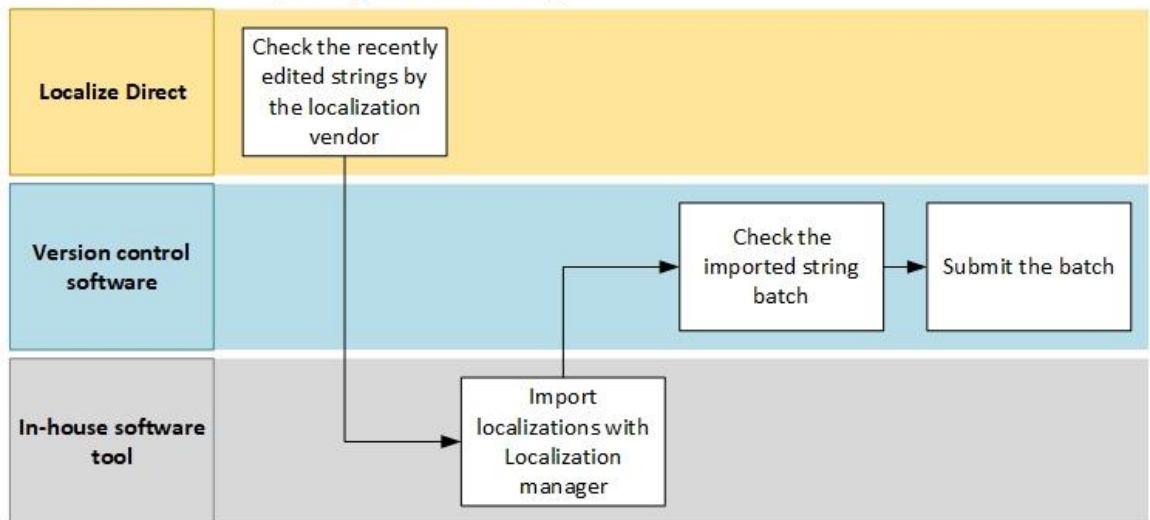 Localize Direct
Check the recently
edited strings by
the localization
vendor
Version control
software
Check the
imported string
batch
Submit the batch
In-house software
tool
Import
localizations with
Localization
manager